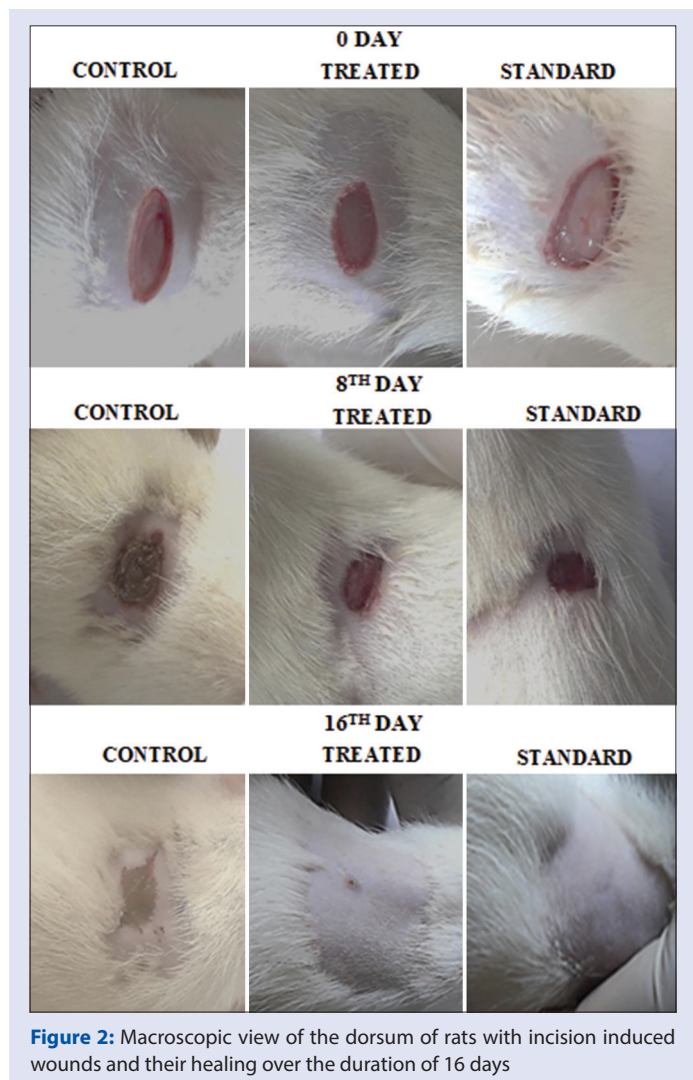 0 DAY
CONTROL TREATED STANDARD
8TH DAY
CONTROL TREATED STANDARD
16TH DAY
CONTROL TREATED STANDARD
Figure 2: Macroscopic view of the dorsum of rats with incision induced
wounds and their healing over the duration of 16 days